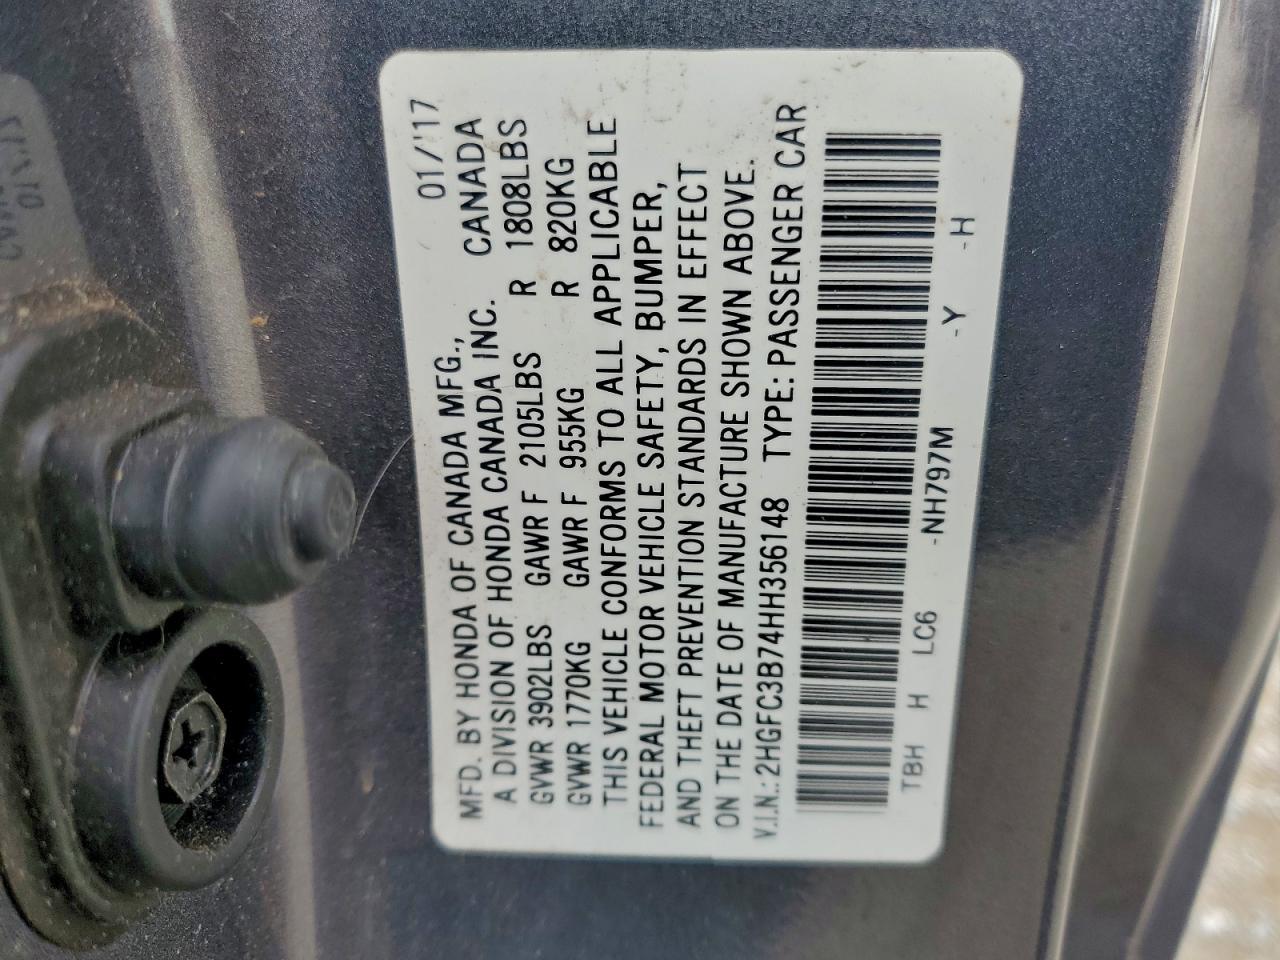 01/'17
MFD. BY HONDA OF CANADA MFG.,
A DIVISION OF HONDA CANADA INC. CANADA
GVWR 3902LBS GAWR F 2105LBS R 1808LBS
GVWR 1770KG GAWR F 955KG R 820KG
THIS VEHICLE CONFORMS TO ALL APPLICABLE
FEDERAL MOTOR VEHICLE SAFETY, BUMPER,
AND THEFT PREVENTION STANDARDS IN EFFECT
ON THE DATE OF MANUFACTURE SHOWN ABOVE.
V.I.N.: 2HGFC3B74HH356148 TYPE: PASSENGER CAR
TBH H LC6 -NH797M -Y -H